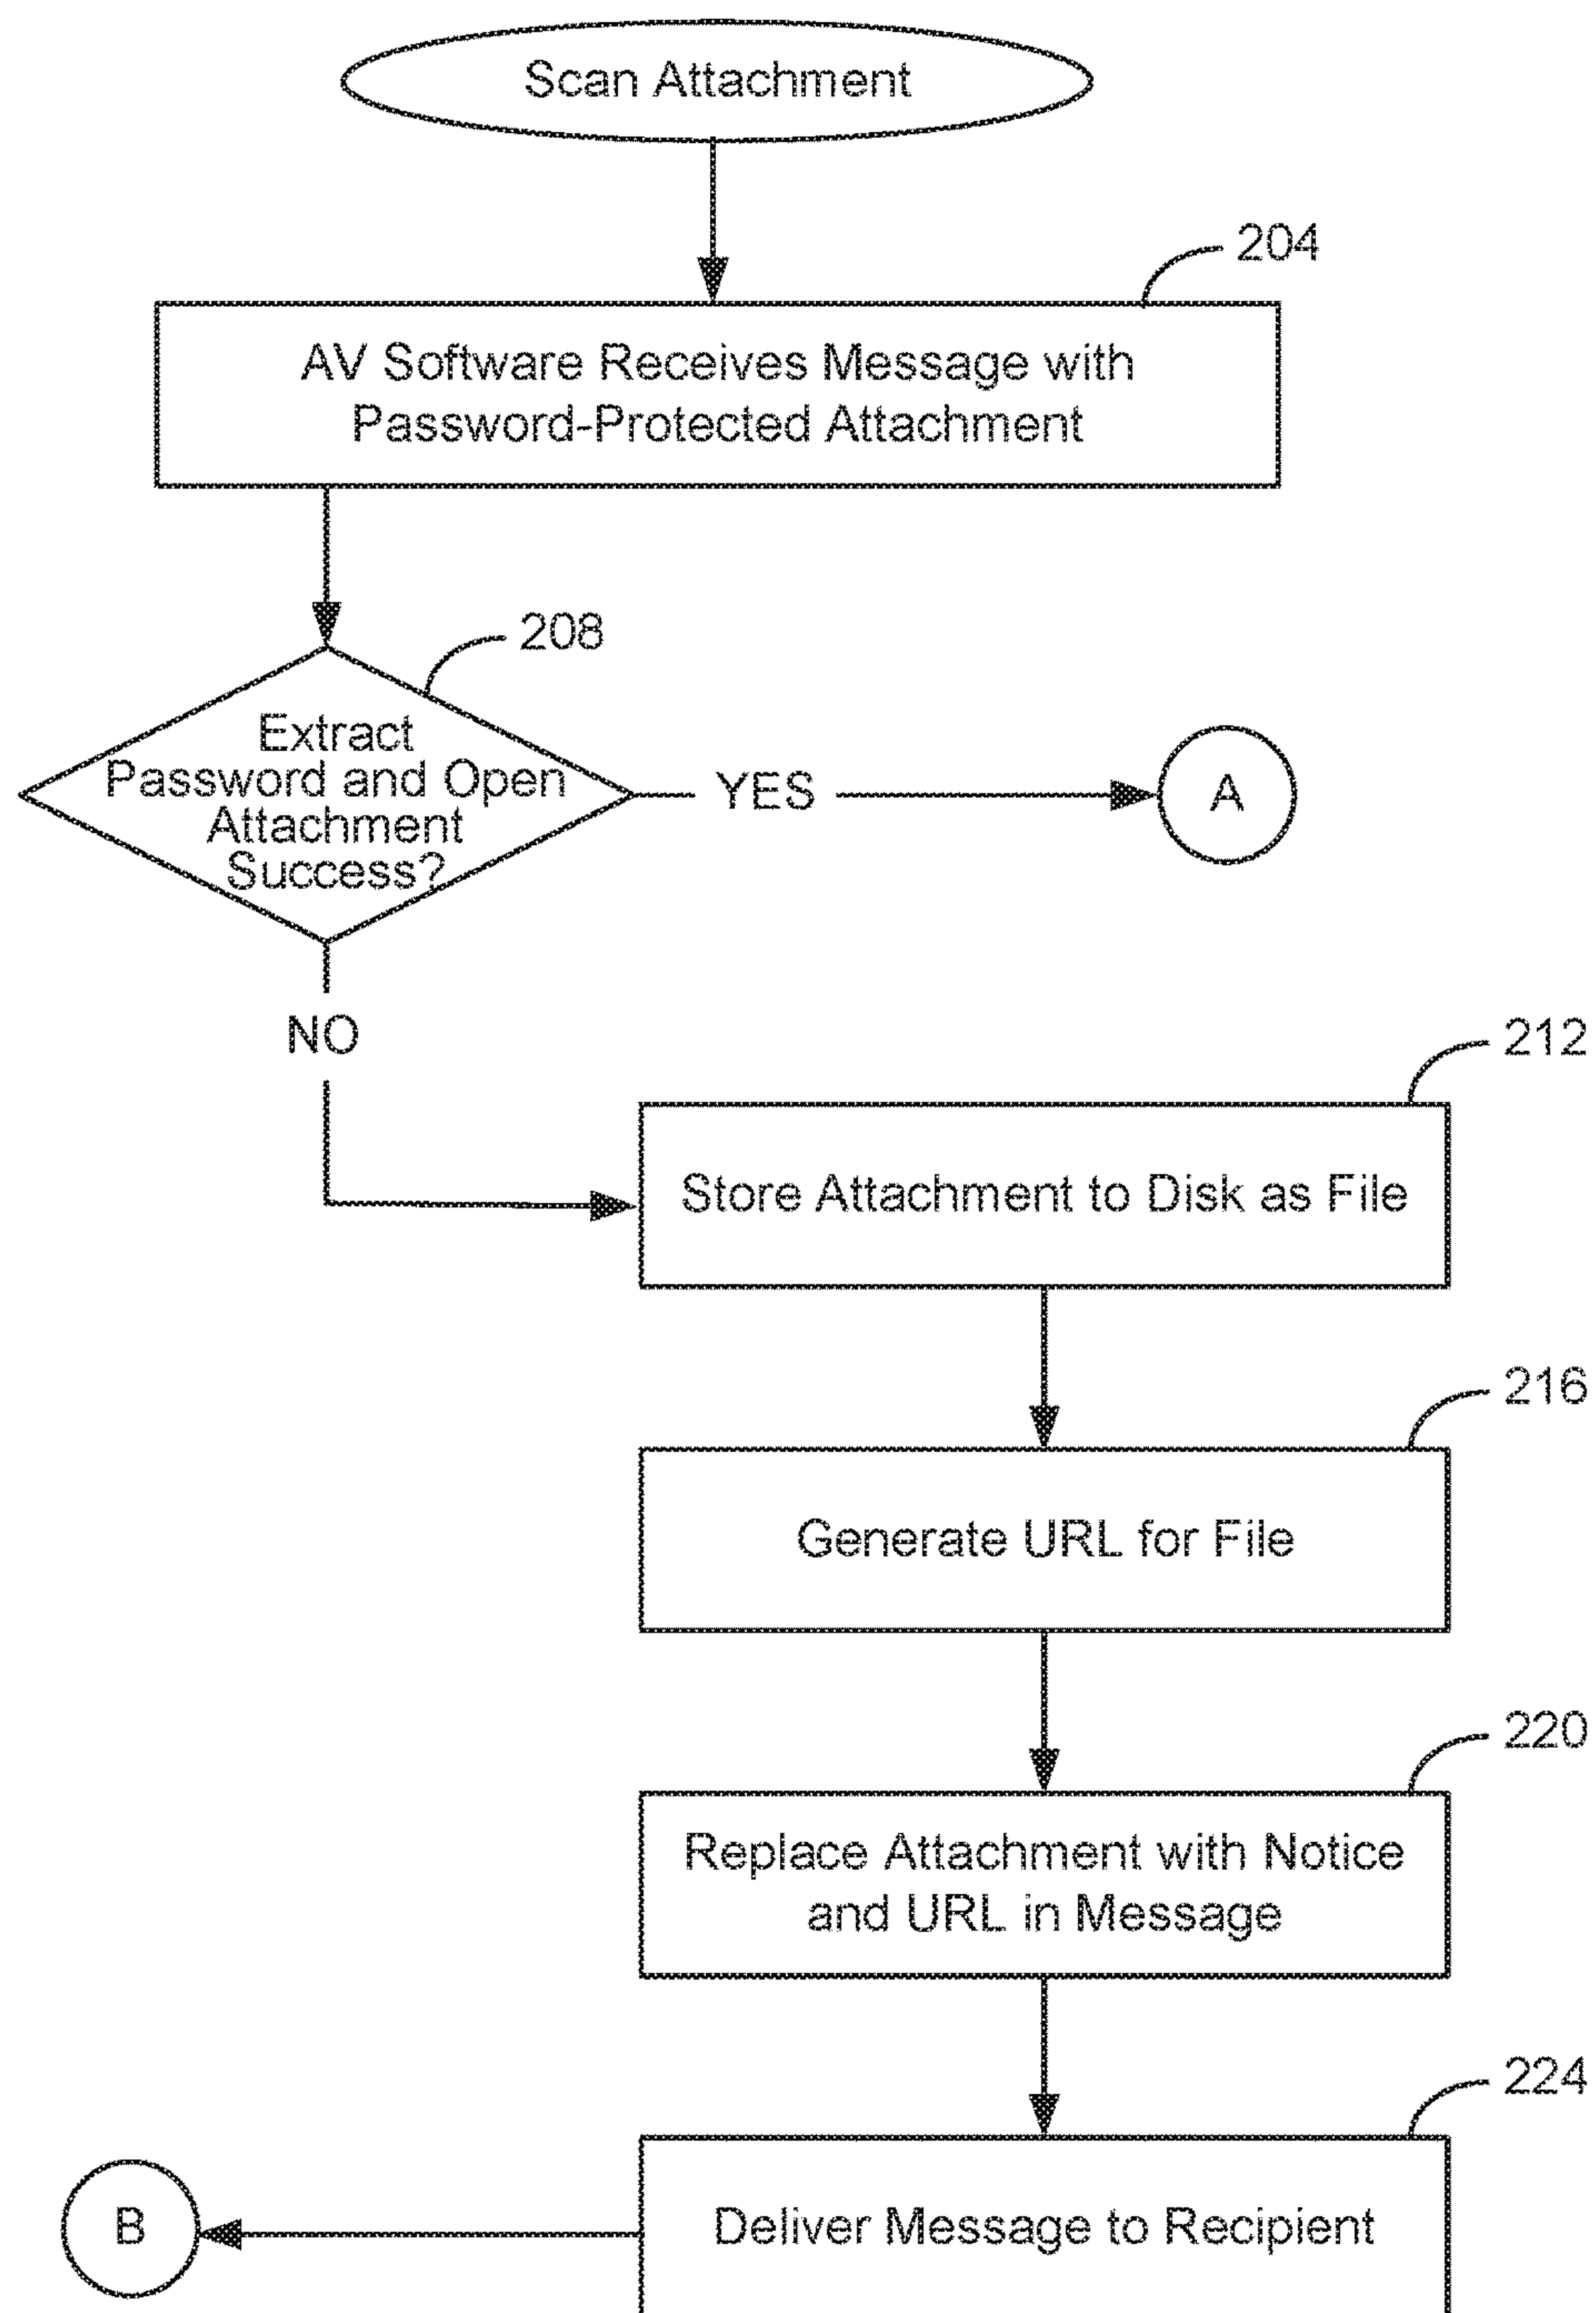 Scan Attachment
204
AV Software Receives Message with
Password-Protected Attachment
208
Extract
Password and Open
Attachment
Success?
YES
A
NO
212
Store Attachment to Disk as File
216
Generate URL for File
220
Replace Attachment with Notice
and URL in Message
224
B
Deliver Message to Recipient